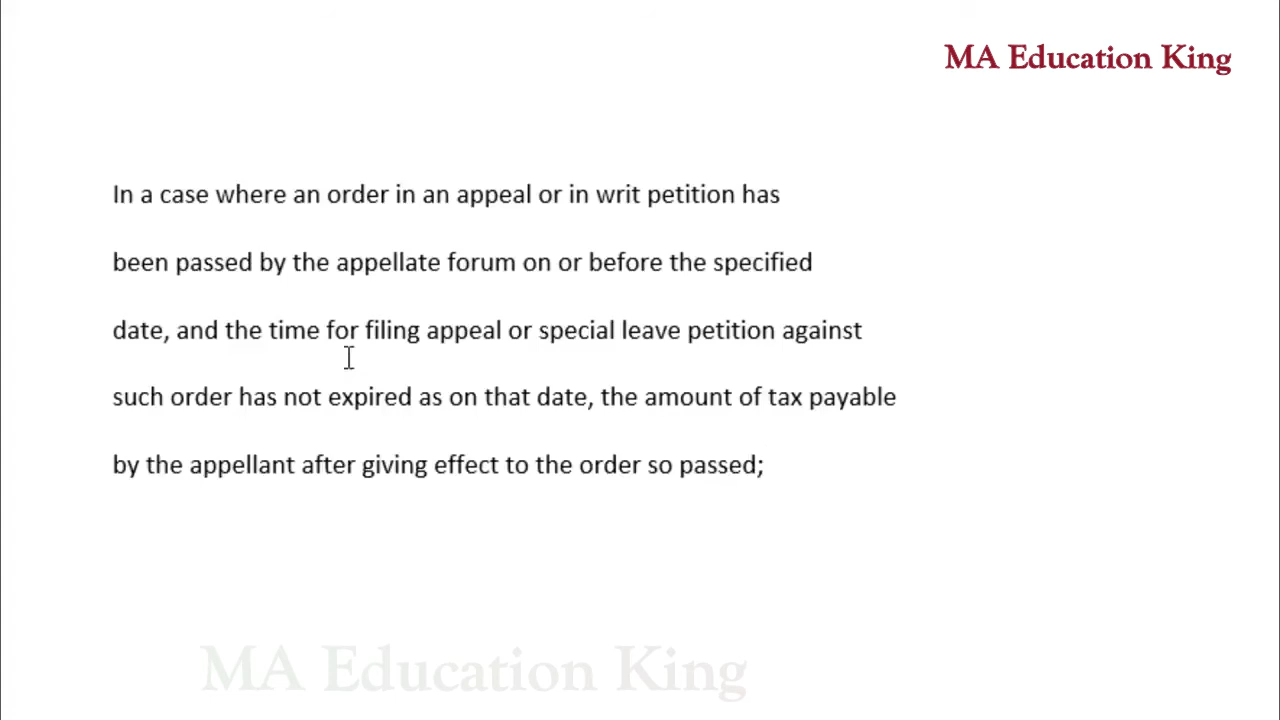 MA Education King
In a case where an order in an appeal or in writ petition has
been passed by the appellate forum on or before the specified
date, and the time for filing appeal or special leave petition against
such order has not expired as on that date, the amount of tax payable
by the appellant after giving effect to the order so passed;
MA Education King